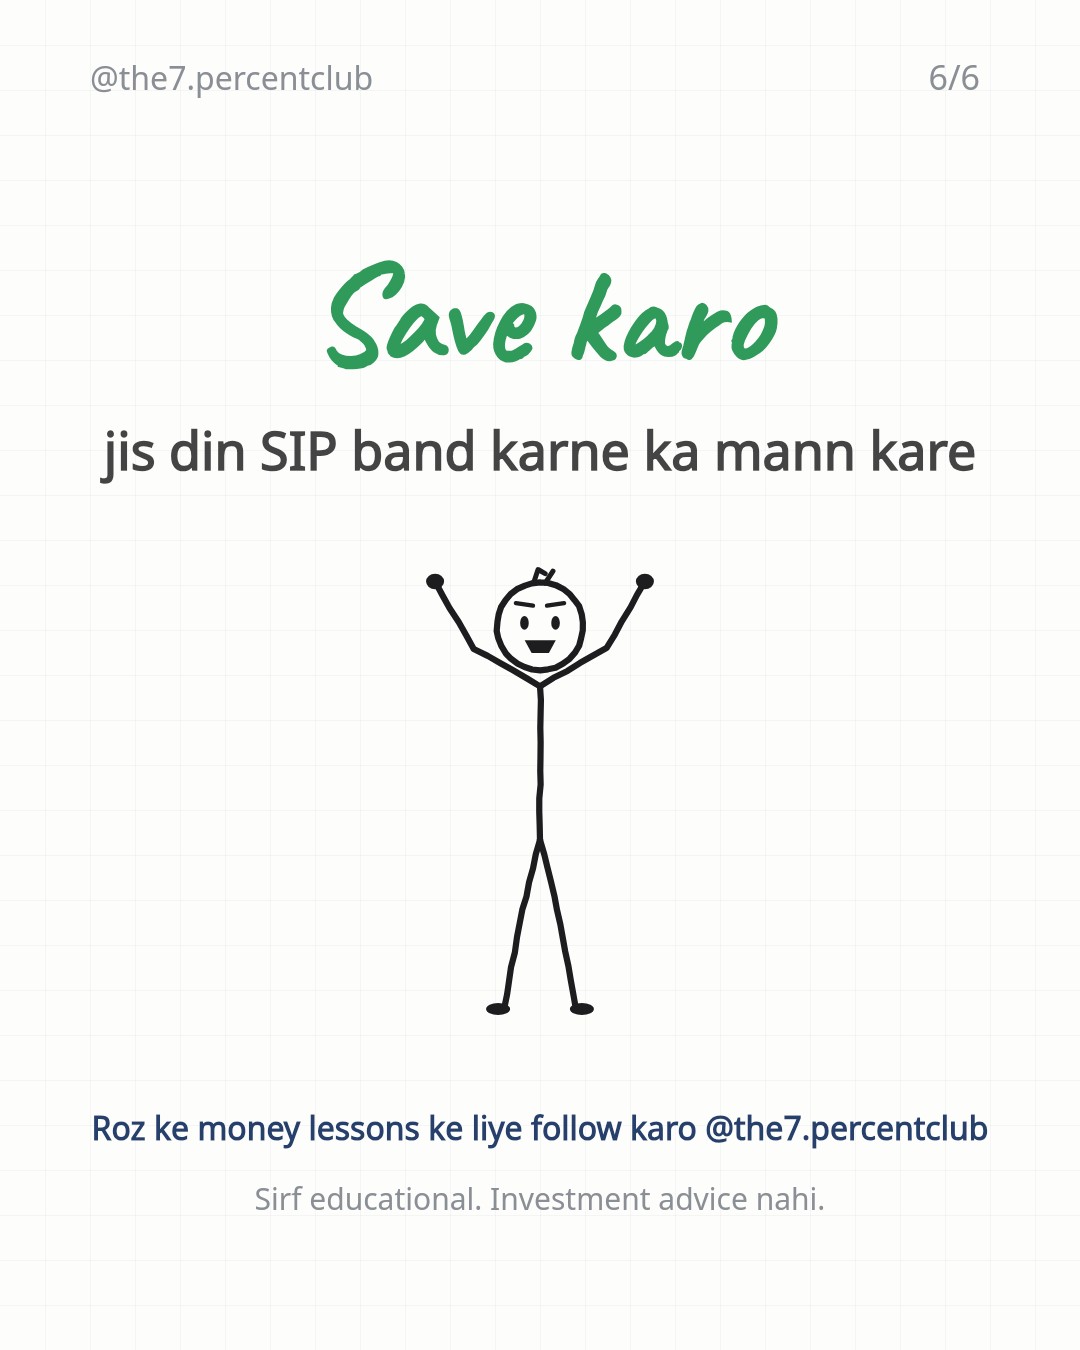 @the7.percentclub
6/6
Save karo
jis din SIP band karne ka mann kare
Roz ke money lessons ke liye follow karo @the7.percentclub
Sirf educational. Investment advice nahi.